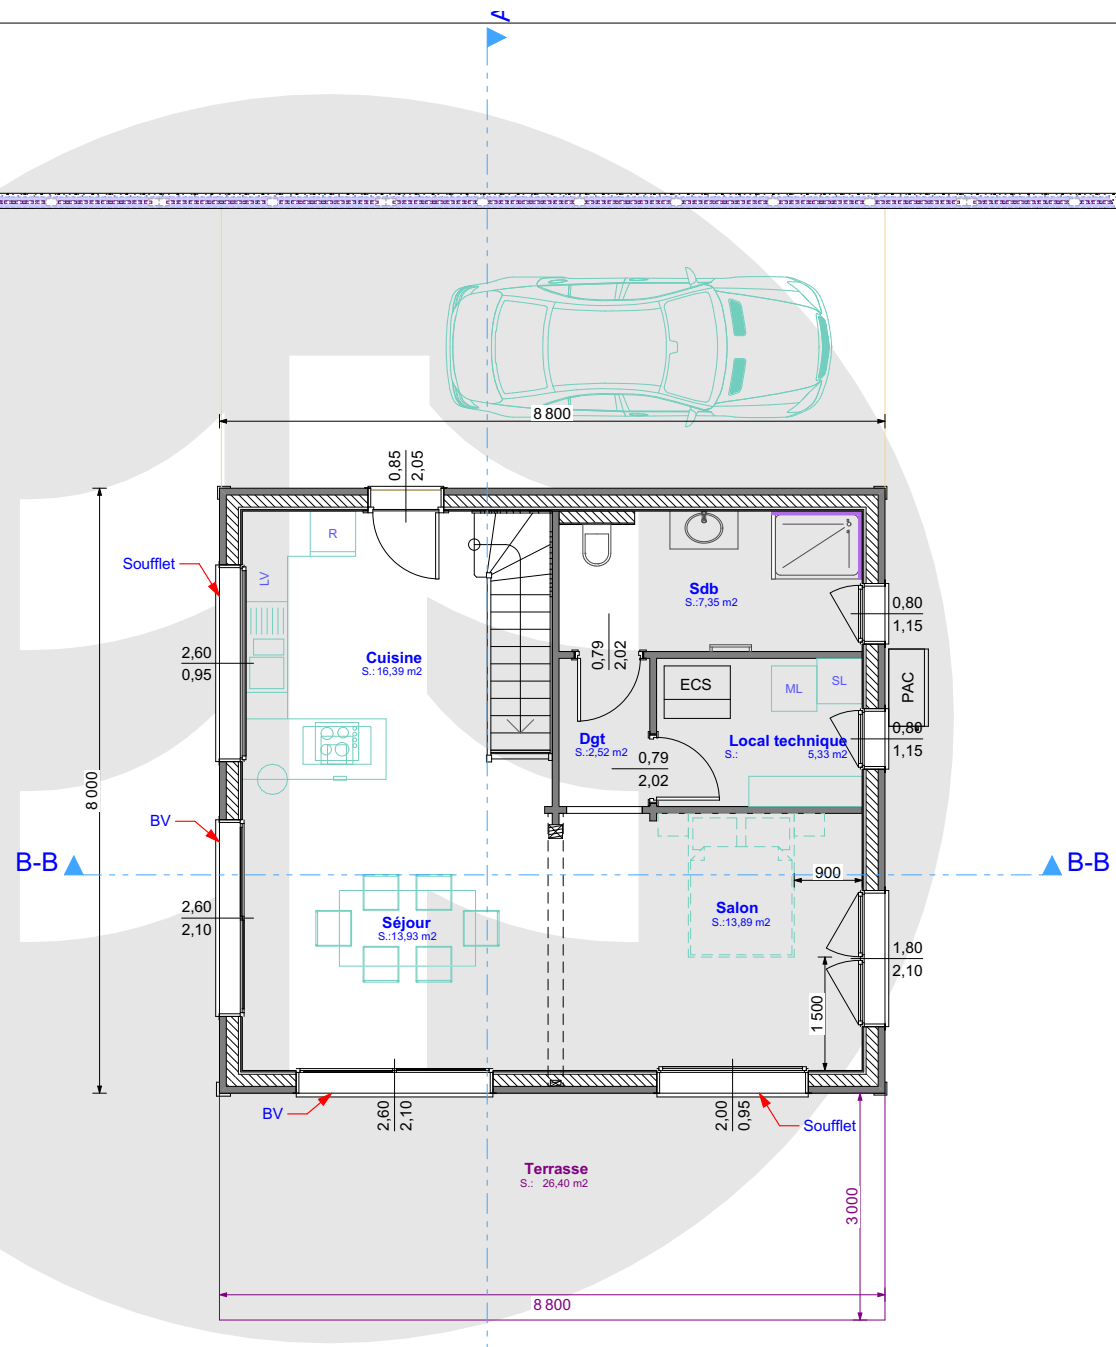 A
8 800
0,85
2,05
R
LV
Soufflet
2,60
0,95
Cuisine
S.: 16,39 m2
Sdb
S.:7,35 m2
0,80
1,15
0,79
2,02
ECS
ML
SL
PAC
Dgt
S.:2,52 m2
0,79
2,02
Local technique
S.: 5,33 m2
0,80
1,15
8 000
BV
B-B
B-B
2,60
2,10
Séjour
S.:13,93 m2
Salon
S.:13,89 m2
900
1,80
2,10
1 500
BV
2,60
2,10
2,00
0,95
Soufflet
Terrasse
S.: 26,40 m2
3 000
8 800